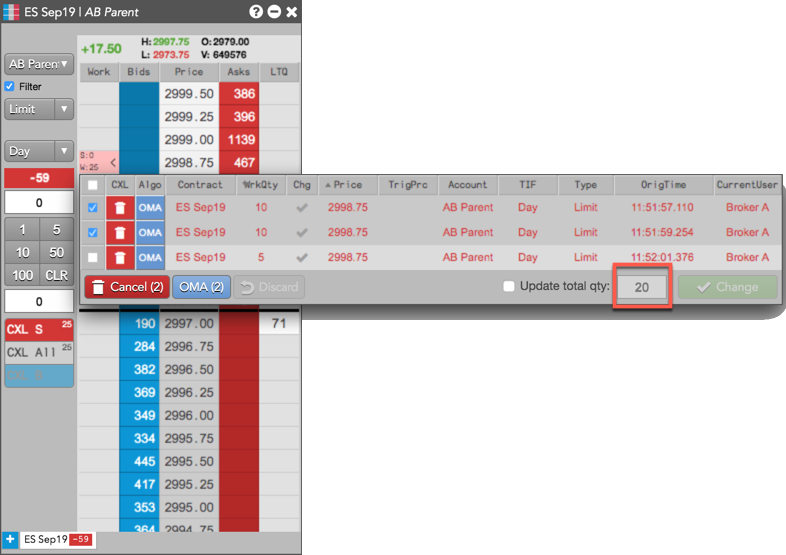 ES Sep19 | AB Parent
+17.50 H: 2997.75 O: 2979.00
L: 2973.75 V: 649576
AB Paren
Filter
Limit
Day
-59
0
1 5
10 50
100 CLR
0
CXL S 25
CXL All 25
Work Bids Price Asks LTQ
2999.50 386
2999.25 396
2999.00 1139
S:0
W:25 < 2998.75 467
CXL Algo Contract WrkQty Chg Price TrigPrc Account TIF Type OrigTime CurrentUser
OMA ES Sep19 10 2998.75 AB Parent Day Limit 11:51:57.110 Broker A
OMA ES Sep19 10 2998.75 AB Parent Day Limit 11:51:59.254 Broker A
OMA ES Sep19 5 2998.75 AB Parent Day Limit 11:52:01.376 Broker A
Cancel (2) OMA (2) Discard Update total qty: 20 Change
190 2997.00 71
284 2996.75
382 2996.50
369 2996.25
349 2996.00
334 2995.75
445 2995.50
417 2995.25
353 2995.00
364 2994.75
+ ES Sep19 -59